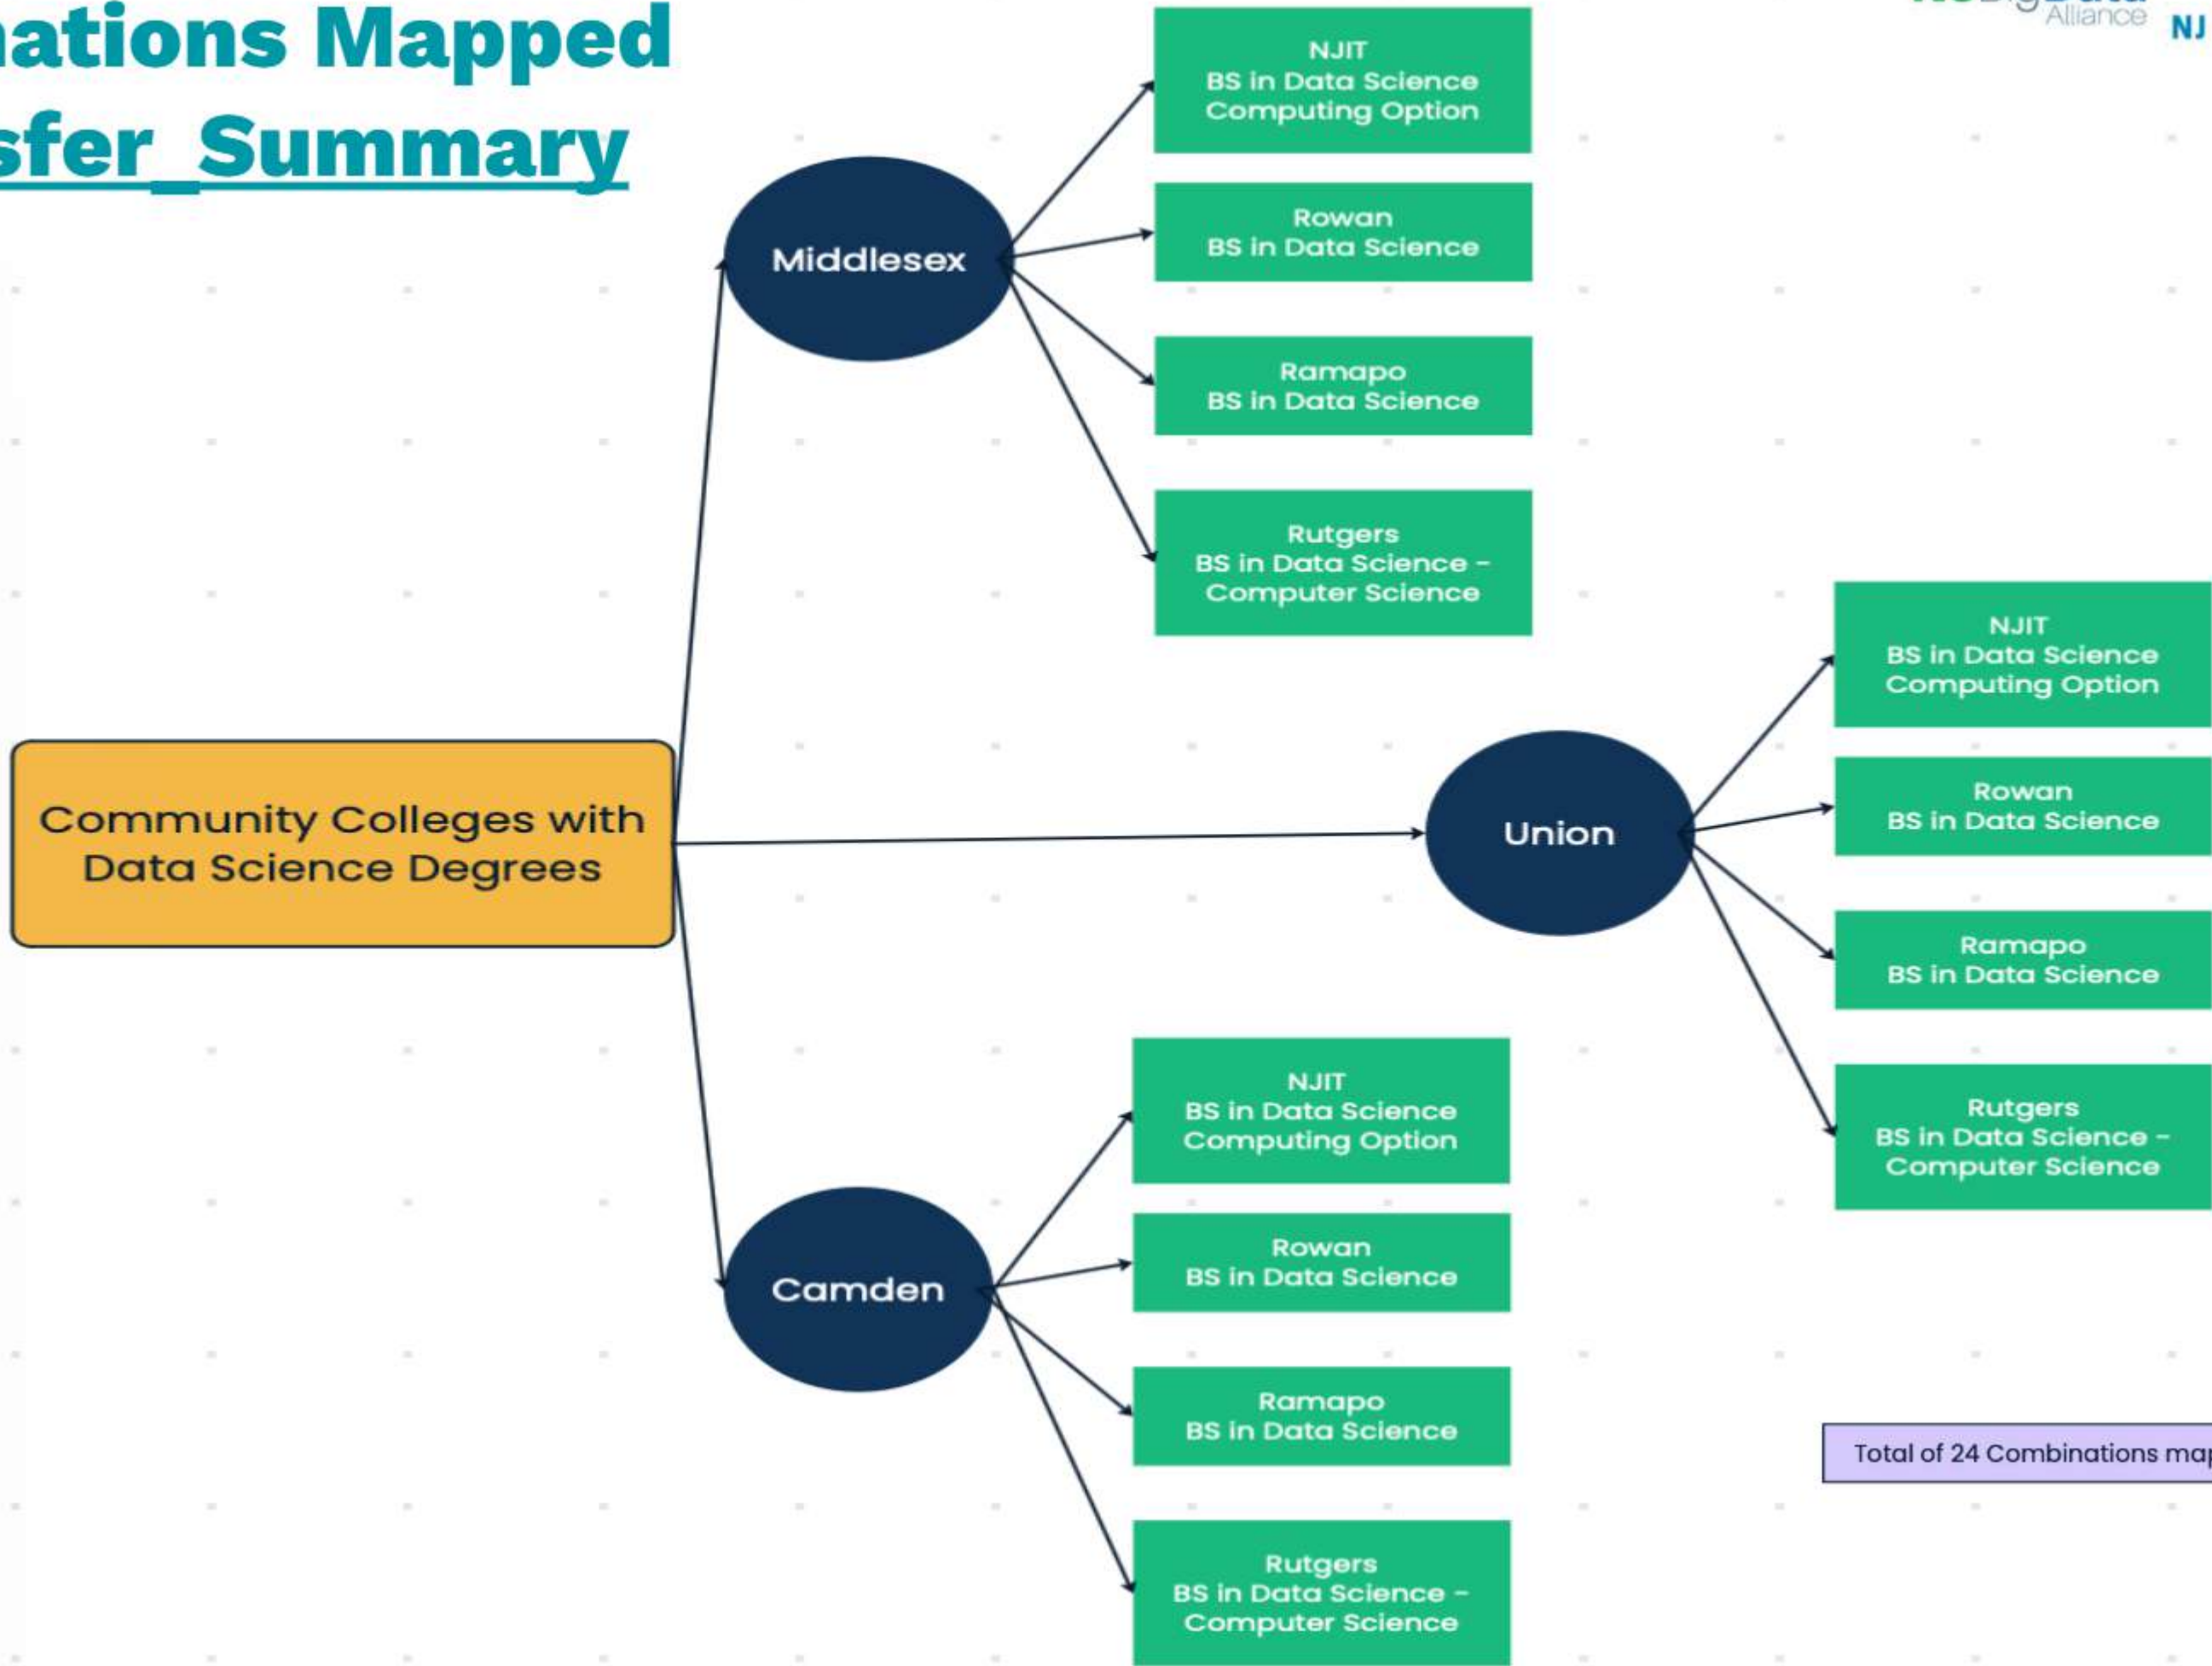 Mapped
Summary
Alliance
NJ
NJIT
BS in Data Science
Computing Option
Rowan
BS in Data Science
Middlesex
Ramapo
BS in Data Science
Rutgers
BS in Data Science -
Computer Science
Community Colleges with
Data Science Degrees
Union
NJIT
BS in Data Science
Computing Option
Rowan
BS in Data Science
Ramapo
BS in Data Science
Rutgers
BS in Data Science -
Computer Science
Camden
NJIT
BS in Data Science
Computing Option
Rowan
BS in Data Science
Ramapo
BS in Data Science
Rutgers
BS in Data Science -
Computer Science
Total of 24 Combinations